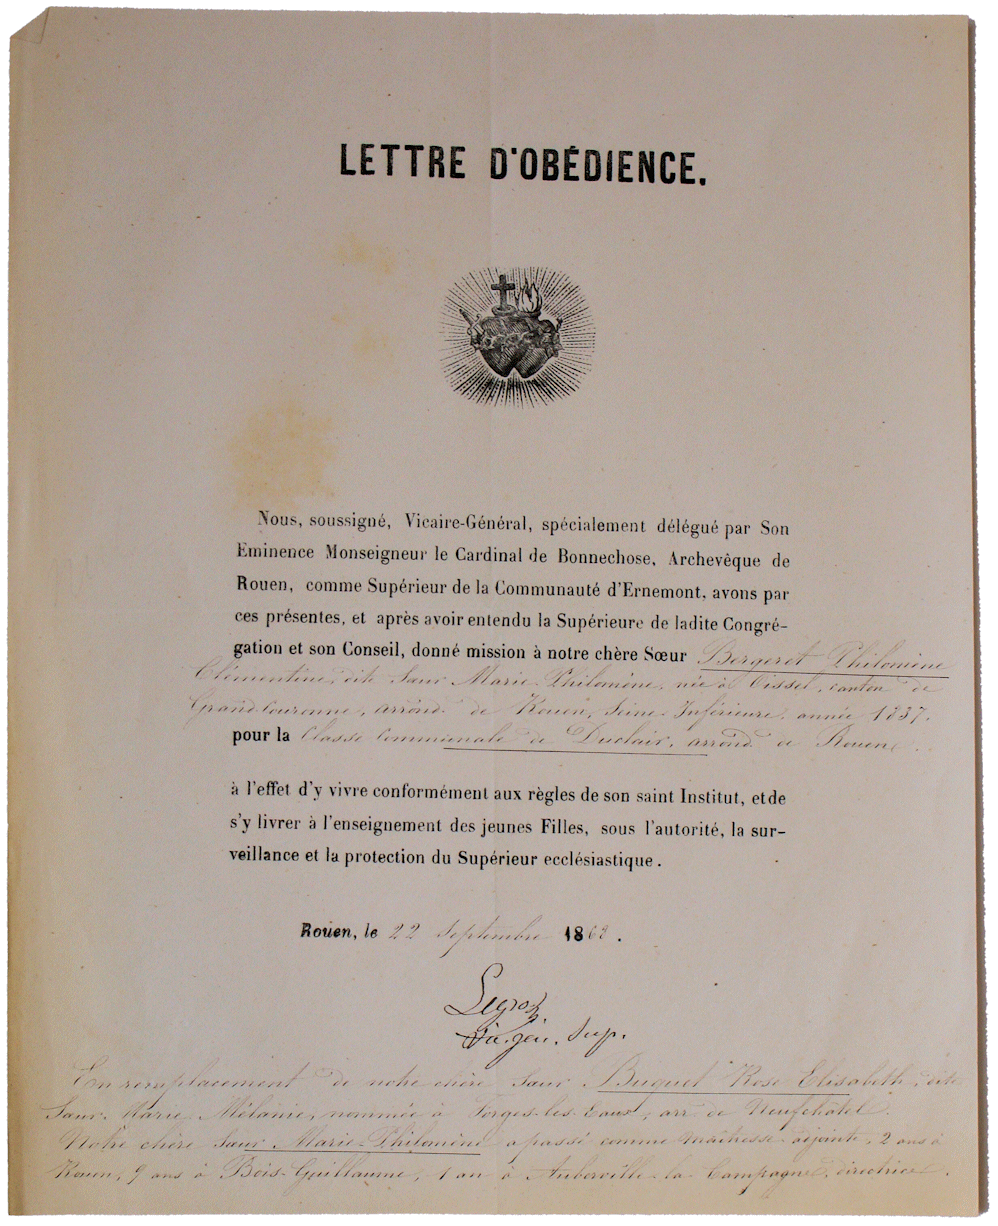 LETTRE D'OBÉDIENCE.
Nous, soussigné, Vicaire-Général, spécialement délégué par Son
Eminence Monseigneur le Cardinal de Bonnechose, Archevêque de
Rouen, comme Supérieur de la Communauté d'Ernemont, avons par
ces présentes, et après avoir entendu la Supérieure de ladite Congré-
gation et son Conseil, donné mission à notre chère Sœur Bergeret Philomène
Clémentine, dite Sœur Marie-Philomène, née à Oissel, canton de
Grand-Couronne, arrond. de Rouen, Seine-Inférieure, année 1837.
pour la Classe Communale de Duclair, arrond. de Rouen
à l'effet d'y vivre conformément aux règles de son saint Institut, et de
s'y livrer à l'enseignement des jeunes Filles, sous l'autorité, la sur-
veillance et la protection du Supérieur ecclésiastique.
Rouen, le 22 Septembre 1868.
Legros
Vic. gén. Sup.
En remplacement de notre chère Sœur Buquet Rose Elisabeth, dite
Sœur Marie Mélanie, nommée à Forges-les-Eaux, arr. de Neufchâtel.
Notre chère Sœur Marie-Philomène a passé comme maîtresse adjointe, 2 ans à
Rouen, 9 ans à Bois-Guillaume, 1 an à Auberville-la-Campagne, directrice.